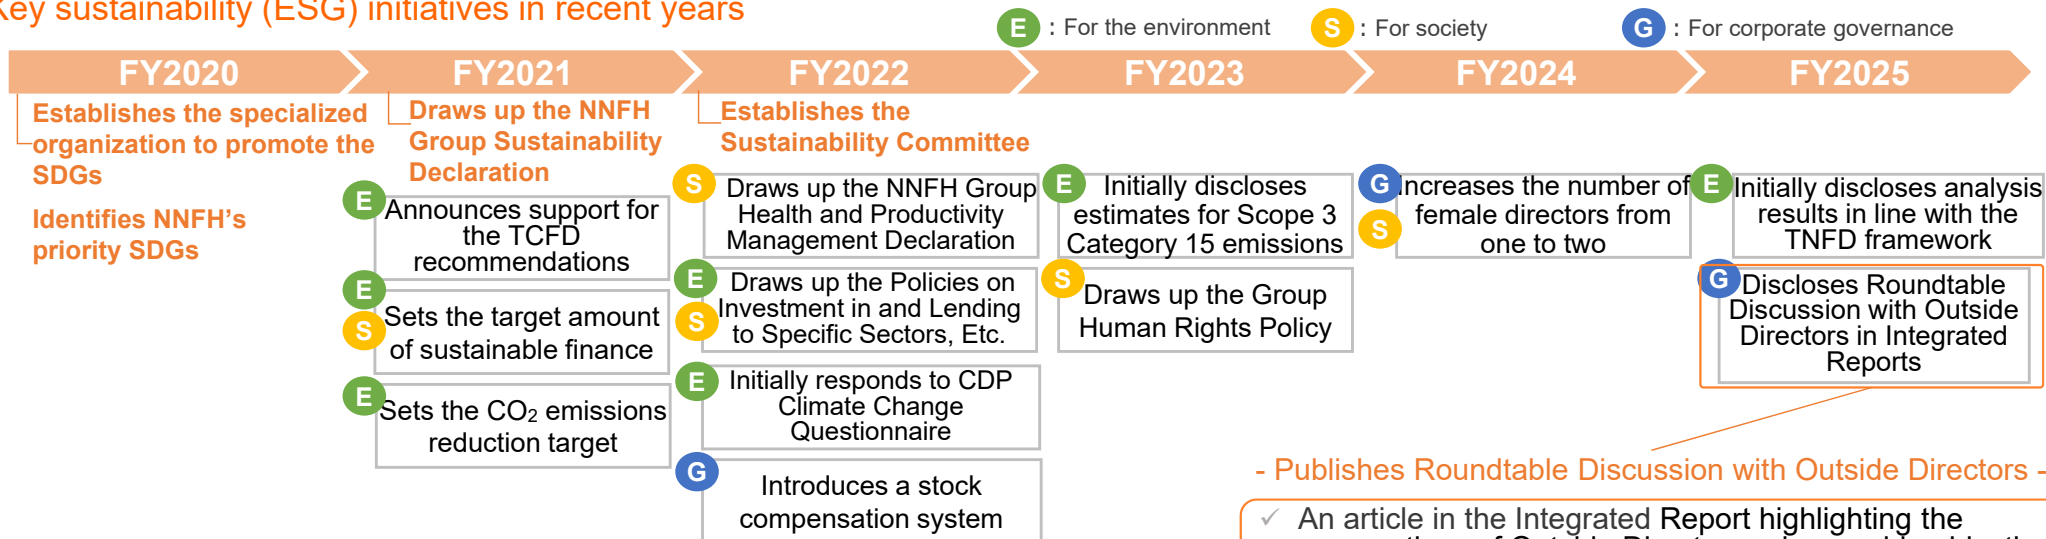 Key sustainability (ESG) initiatives in recent years
E : For the environment
S : For society
G : For corporate governance
FY2020
FY2021
FY2022
FY2023
FY2024
FY2025
Establishes the specialized
organization to promote the
SDGs
Identifies NNFH's
priority SDGs
Draws up the NNFH
Group Sustainability
Declaration
E
Announces support for
the TCFD
recommendations
E
S
Sets the target amount
of sustainable finance
E
Sets the CO2 emissions
reduction target
Establishes the
Sustainability Committee
S
Draws up the NNFH Group
Health and Productivity
Management Declaration
E
S
Draws up the Policies on
Investment in and Lending
to Specific Sectors, Etc.
E
Initially responds to CDP
Climate Change
Questionnaire
G
Introduces a stock
compensation system
E
Initially discloses
estimates for Scope 3
Category 15 emissions
S
Draws up the Group
Human Rights Policy
G
S
Increases the number of
female directors from
one to two
E
Initially discloses analysis
results in line with the
TNFD framework
G
Discloses Roundtable
Discussion with Outside
Directors in Integrated
Reports
- Publishes Roundtable Discussion with Outside Directors -
✓ An article in the Integrated Report highlighting the